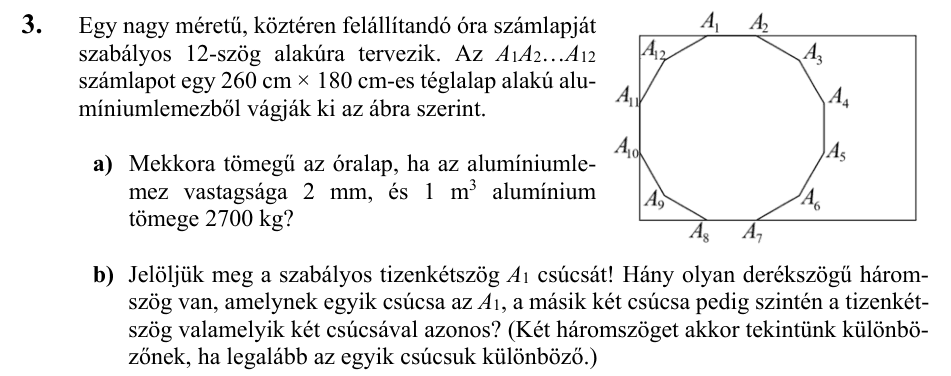 3. Egy nagy méretű, köztéren felállítandó óra számlapját
szabályos 12-szög alakúra tervezik. Az A₁A₂…A₁₂
számlapot egy 260 cm × 180 cm-es téglalap alakú alu-
míniumlemezből vágják ki az ábra szerint.
a) Mekkora tömegű az óralap, ha az alumíniumle-
mez vastagsága 2 mm, és 1 m³ alumínium
tömege 2700 kg?
A₁ A₂
A₁₂ A₃
A₁₁ A₄
A₁₀ A₅
A₉ A₆
A₈ A₇
b) Jelöljük meg a szabályos tizenkétszög A₁ csúcsát! Hány olyan derékszögű három-
szög van, amelynek egyik csúcsa az A₁, a másik két csúcsa pedig szintén a tizenkét-
szög valamelyik két csúcsával azonos? (Két háromszöget akkor tekintünk különbö-
zőnek, ha legalább az egyik csúcsuk különböző.)